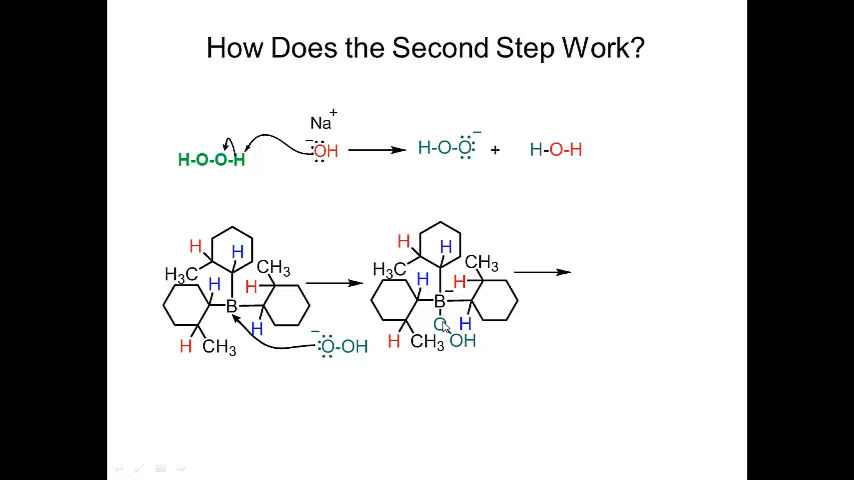 How Does the Second Step Work?
Na+
H-O-O-H −:OH H-O-O:− + H-O-H
H H H H
H3C CH3 H3C CH3
H H H H
B B−
H O H
H CH3 −:O-OH H CH3 OH